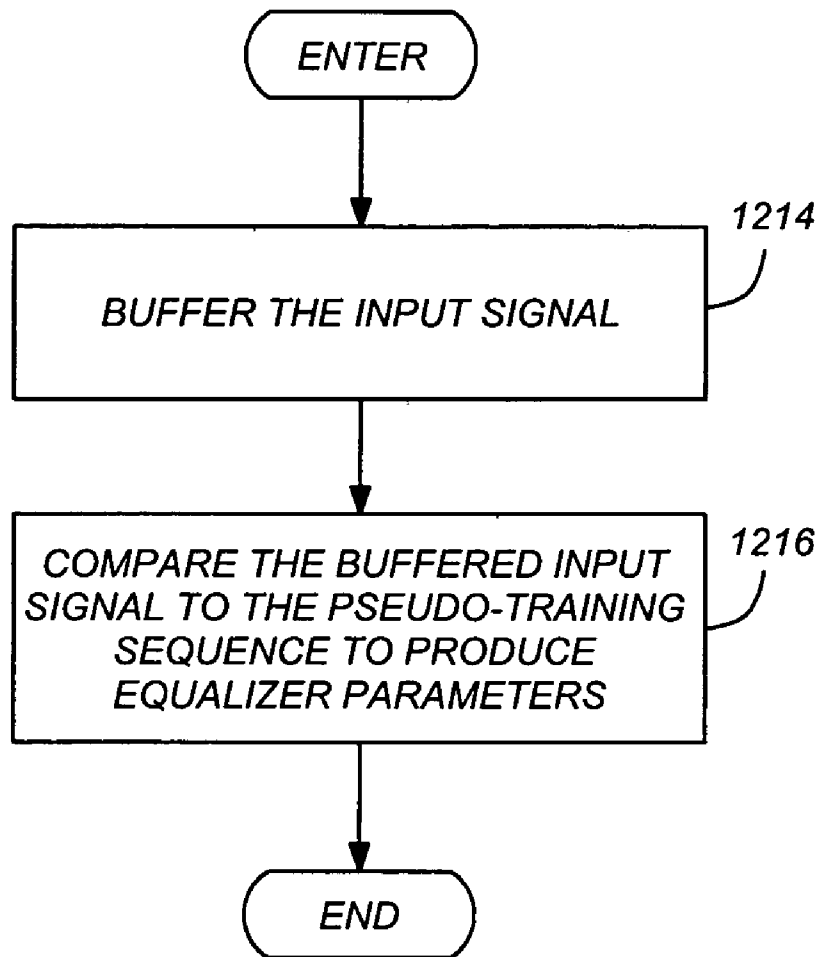 ENTER
1214
BUFFER THE INPUT SIGNAL
1216
COMPARE THE BUFFERED INPUT
SIGNAL TO THE PSEUDO-TRAINING
SEQUENCE TO PRODUCE
EQUALIZER PARAMETERS
END